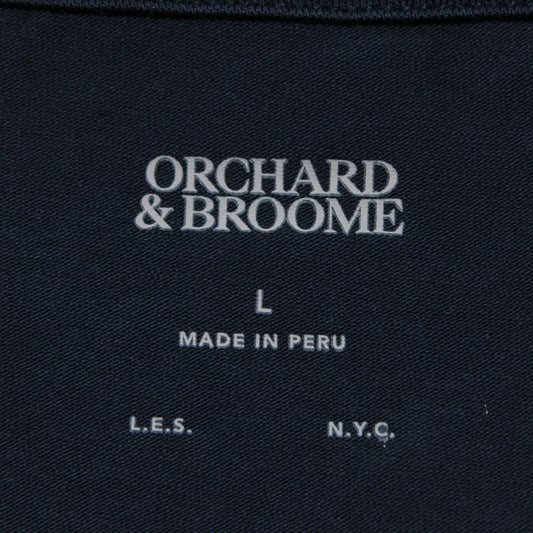 ORCHARD
& BROOME
L
MADE IN PERU
L.E.S. N.Y.C.